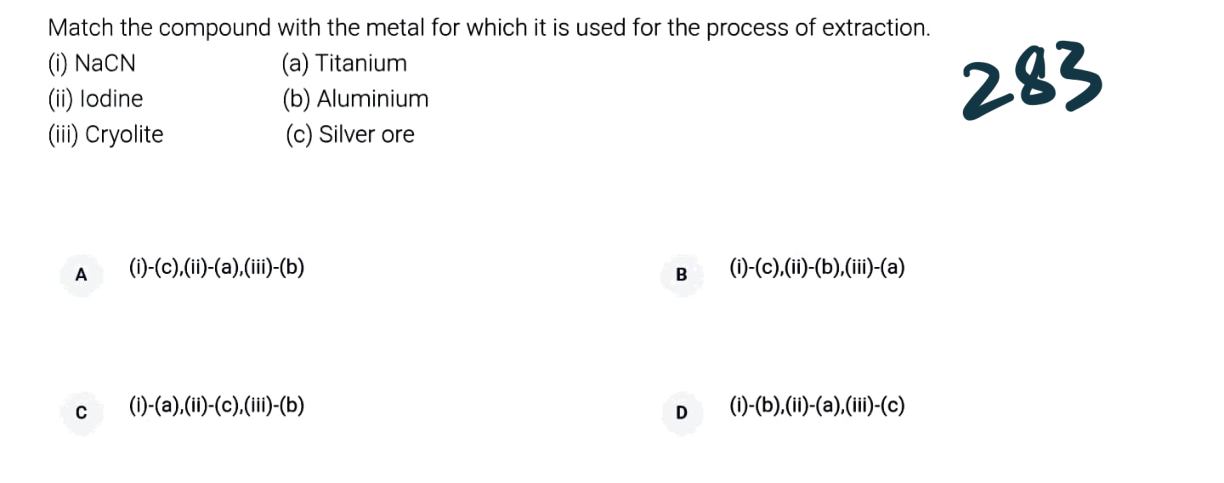 Match the compound with the metal for which it is used for the process of extraction.
(i) NaCN (a) Titanium
(ii) Iodine (b) Aluminium
(iii) Cryolite (c) Silver ore
283
A (i)-(c),(ii)-(a),(iii)-(b)
B (i)-(c),(ii)-(b),(iii)-(a)
C (i)-(a),(ii)-(c),(iii)-(b)
D (i)-(b),(ii)-(a),(iii)-(c)